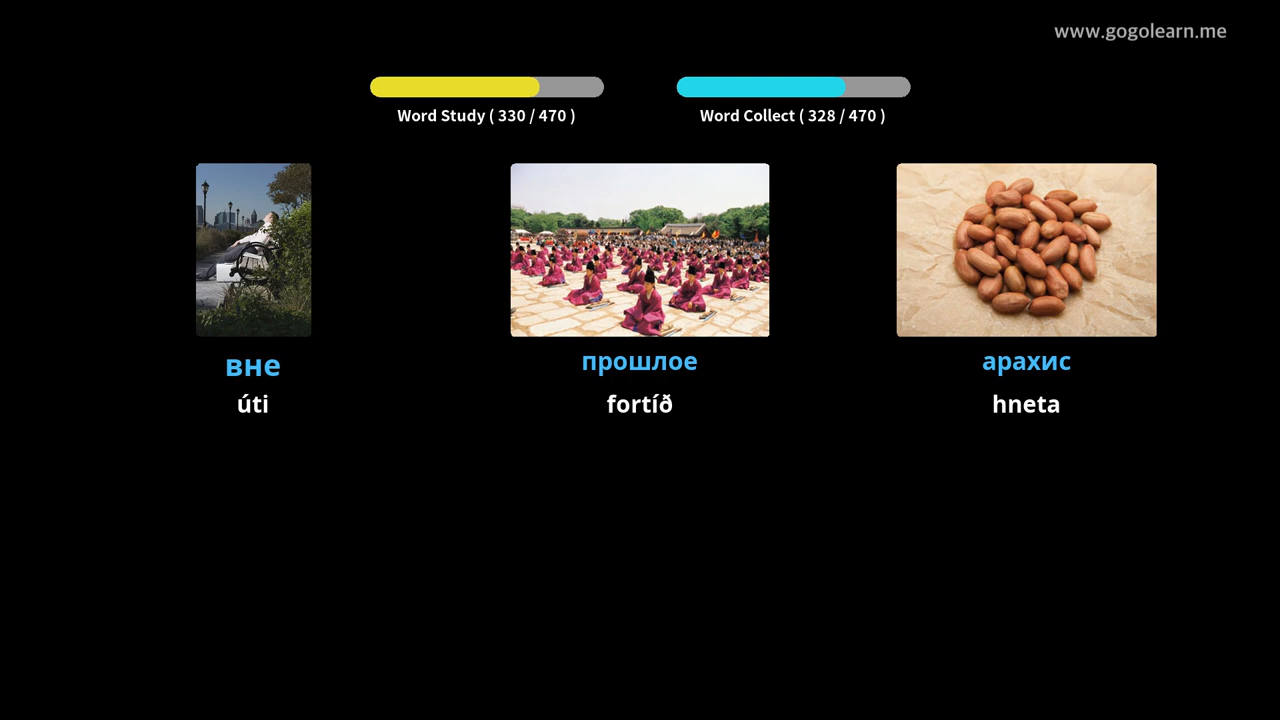 www.gogolearn.me
Word Study ( 330 / 470 )
Word Collect ( 328 / 470 )
вне
прошлое
арахис
úti
fortíð
hneta